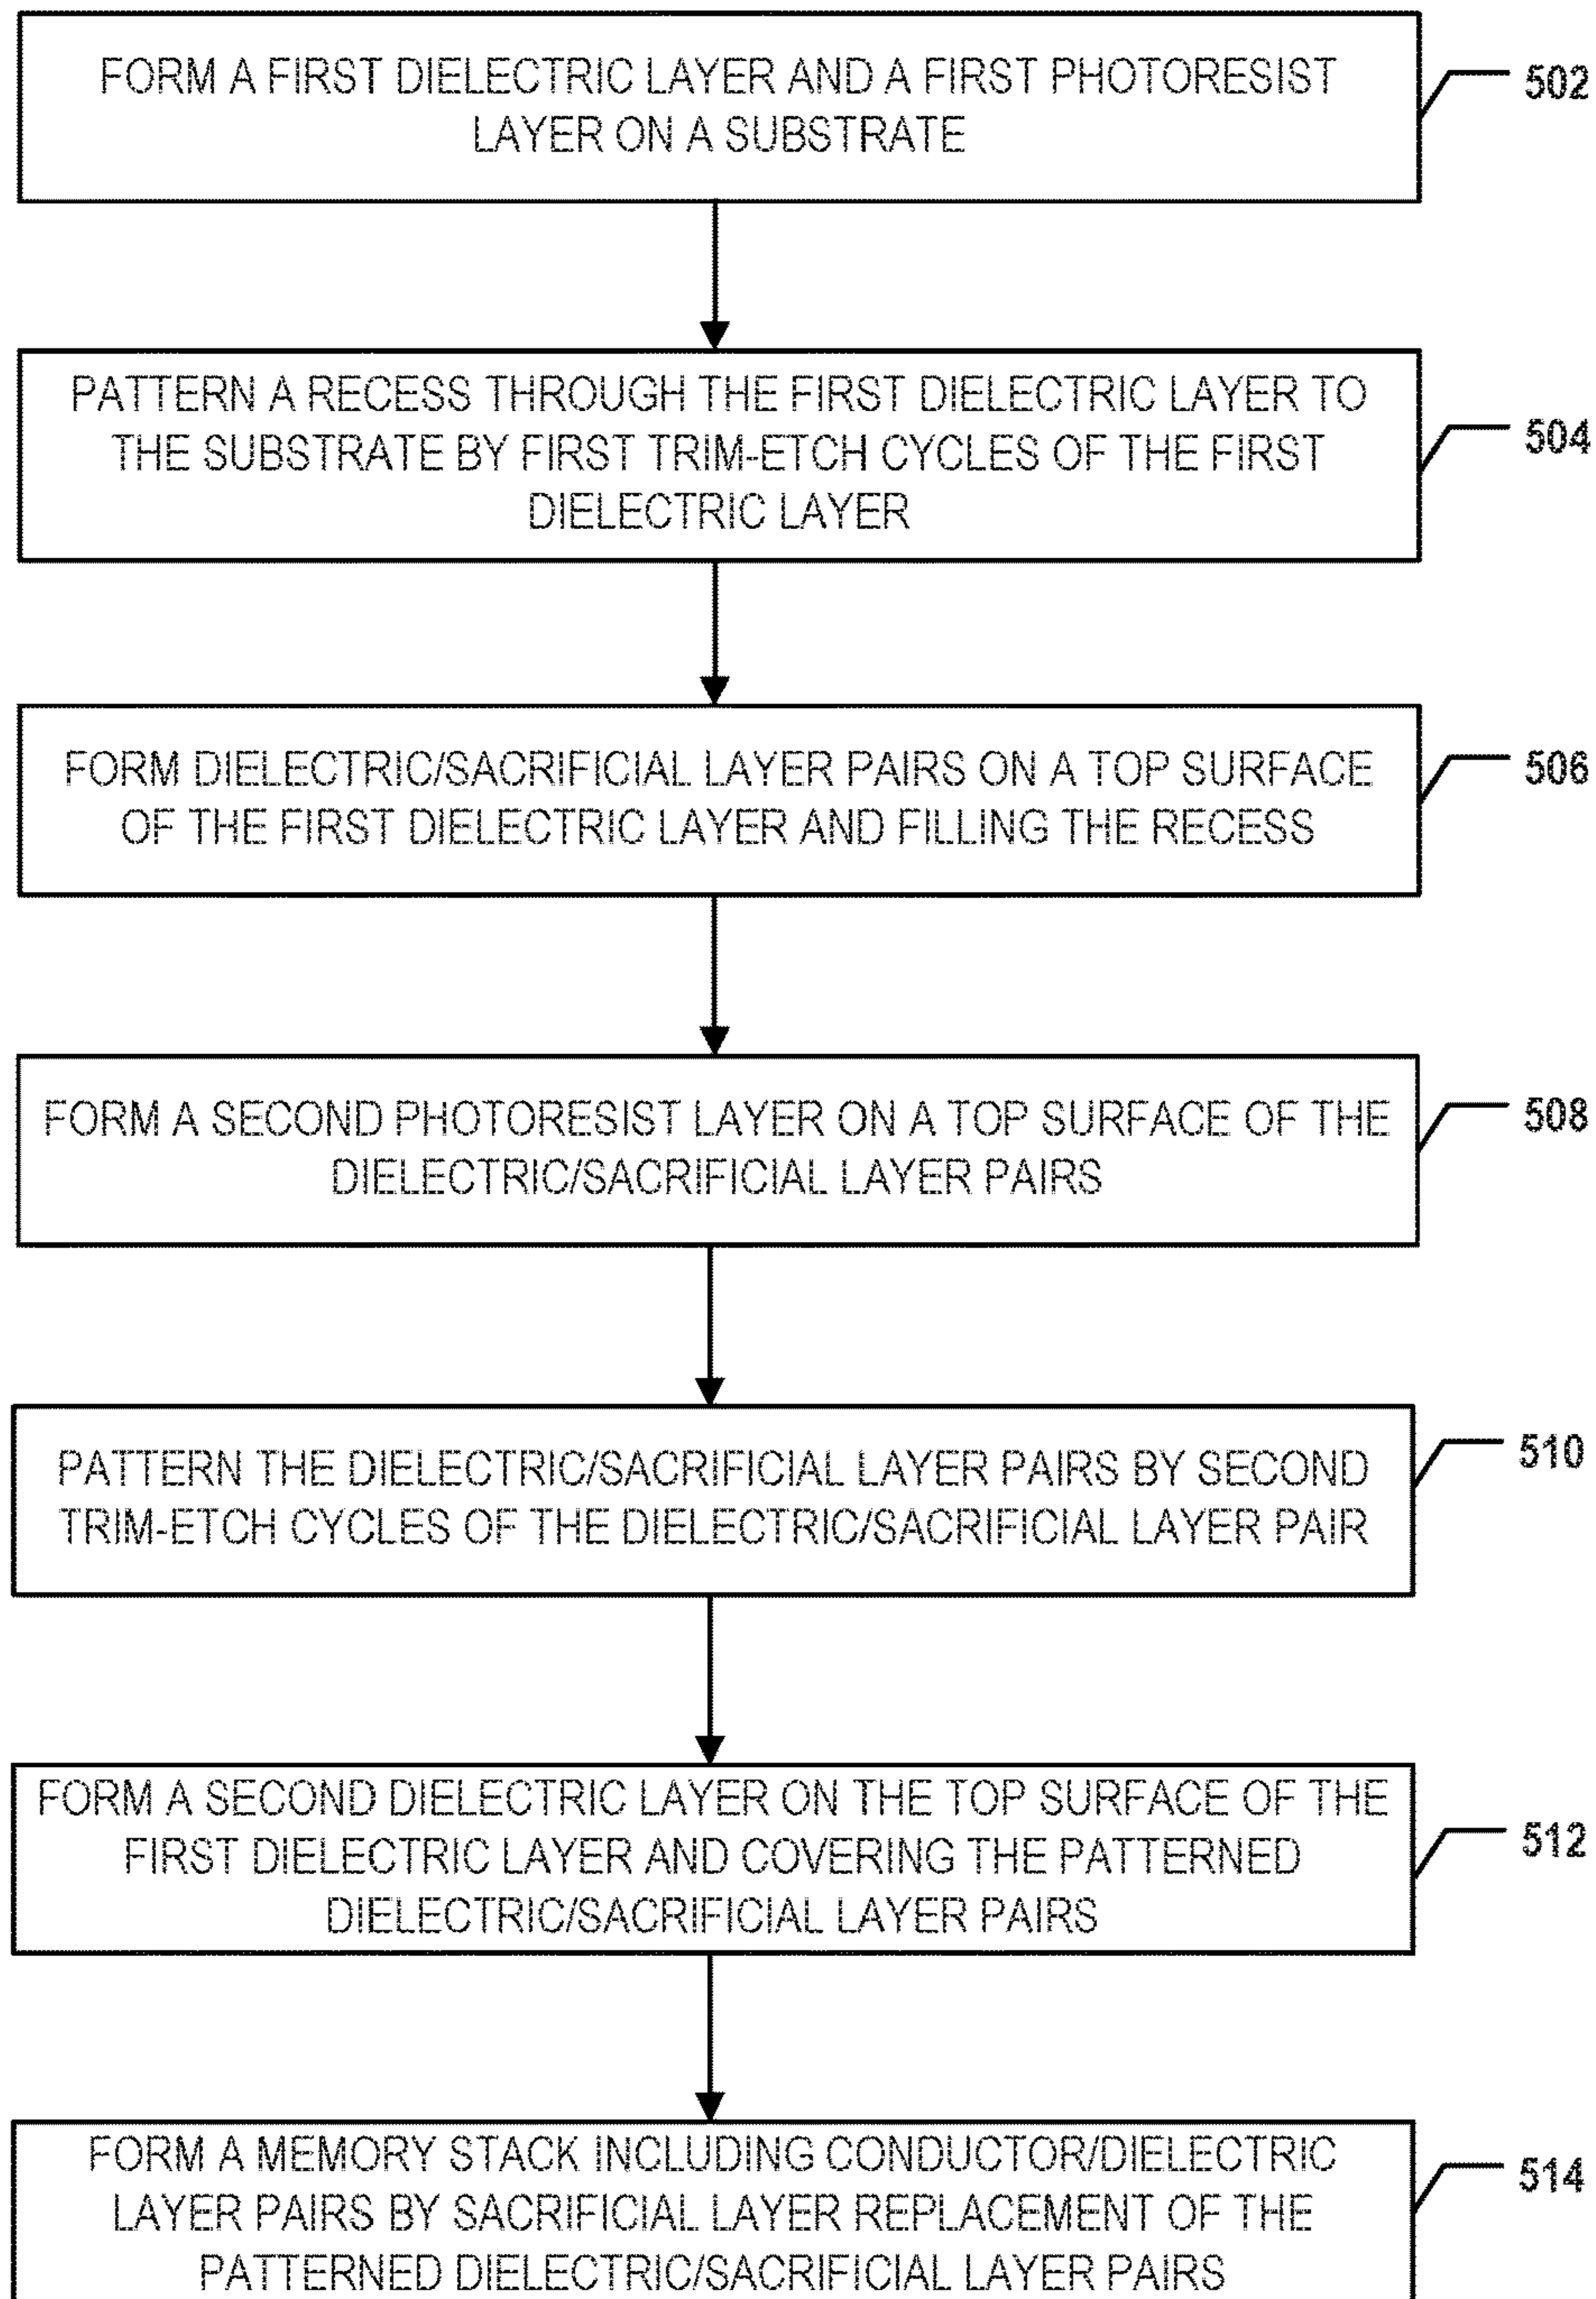 FORM A FIRST DIELECTRIC LAYER AND A FIRST PHOTORESIST
LAYER ON A SUBSTRATE
502
PATTERN A RECESS THROUGH THE FIRST DIELECTRIC LAYER TO
THE SUBSTRATE BY FIRST TRIM-ETCH CYCLES OF THE FIRST
DIELECTRIC LAYER
504
FORM DIELECTRIC/SACRIFICIAL LAYER PAIRS ON A TOP SURFACE
OF THE FIRST DIELECTRIC LAYER AND FILLING THE RECESS
506
FORM A SECOND PHOTORESIST LAYER ON A TOP SURFACE OF THE
DIELECTRIC/SACRIFICIAL LAYER PAIRS
508
PATTERN THE DIELECTRIC/SACRIFICIAL LAYER PAIRS BY SECOND
TRIM-ETCH CYCLES OF THE DIELECTRIC/SACRIFICIAL LAYER PAIR
510
FORM A SECOND DIELECTRIC LAYER ON THE TOP SURFACE OF THE
FIRST DIELECTRIC LAYER AND COVERING THE PATTERNED
DIELECTRIC/SACRIFICIAL LAYER PAIRS
512
FORM A MEMORY STACK INCLUDING CONDUCTOR/DIELECTRIC
LAYER PAIRS BY SACRIFICIAL LAYER REPLACEMENT OF THE
PATTERNED DIELECTRIC/SACRIFICIAL LAYER PAIRS
514